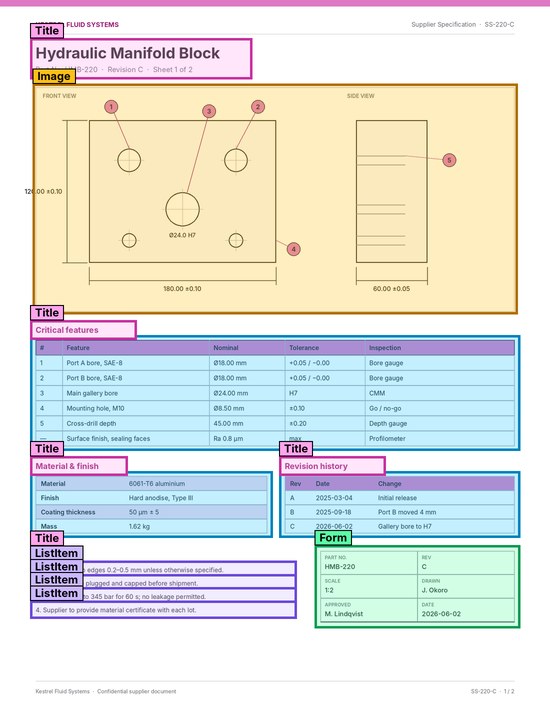 Title
FLUID SYSTEMS
Supplier Specification · SS-220-C
Hydraulic Manifold Block
HMB-220 · Revision C · Sheet 1 of 2
Image
FRONT VIEW
SIDE VIEW
1
3
2
5
120.00 ±0.10
Ø24.0 H7
4
180.00 ±0.10
60.00 ±0.05
Title
Critical features
# Feature Nominal Tolerance Inspection
1 Port A bore, SAE-8 Ø18.00 mm +0.05 / −0.00 Bore gauge
2 Port B bore, SAE-8 Ø18.00 mm +0.05 / −0.00 Bore gauge
3 Main gallery bore Ø24.00 mm H7 CMM
4 Mounting hole, M10 Ø8.50 mm ±0.10 Go / no-go
5 Cross-drill depth 45.00 mm ±0.20 Depth gauge
— Surface finish, sealing faces Ra 0.8 µm max Profilometer
Title
Material & finish
Material 6061-T6 aluminium
Finish Hard anodise, Type III
Coating thickness 50 µm ± 5
Mass 1.62 kg
Title
Revision history
Rev Date Change
A 2025-03-04 Initial release
B 2025-09-18 Port B moved 4 mm
C 2026-06-02 Gallery bore to H7
Title
ListItem
edges 0.2–0.5 mm unless otherwise specified.
ListItem
plugged and capped before shipment.
ListItem
to 345 bar for 60 s; no leakage permitted.
ListItem
4. Supplier to provide material certificate with each lot.
Form
PART NO. REV
HMB-220 C
SCALE DRAWN
1:2 J. Okoro
APPROVED DATE
M. Lindqvist 2026-06-02
Kestrel Fluid Systems · Confidential supplier document
SS-220-C · 1 / 2